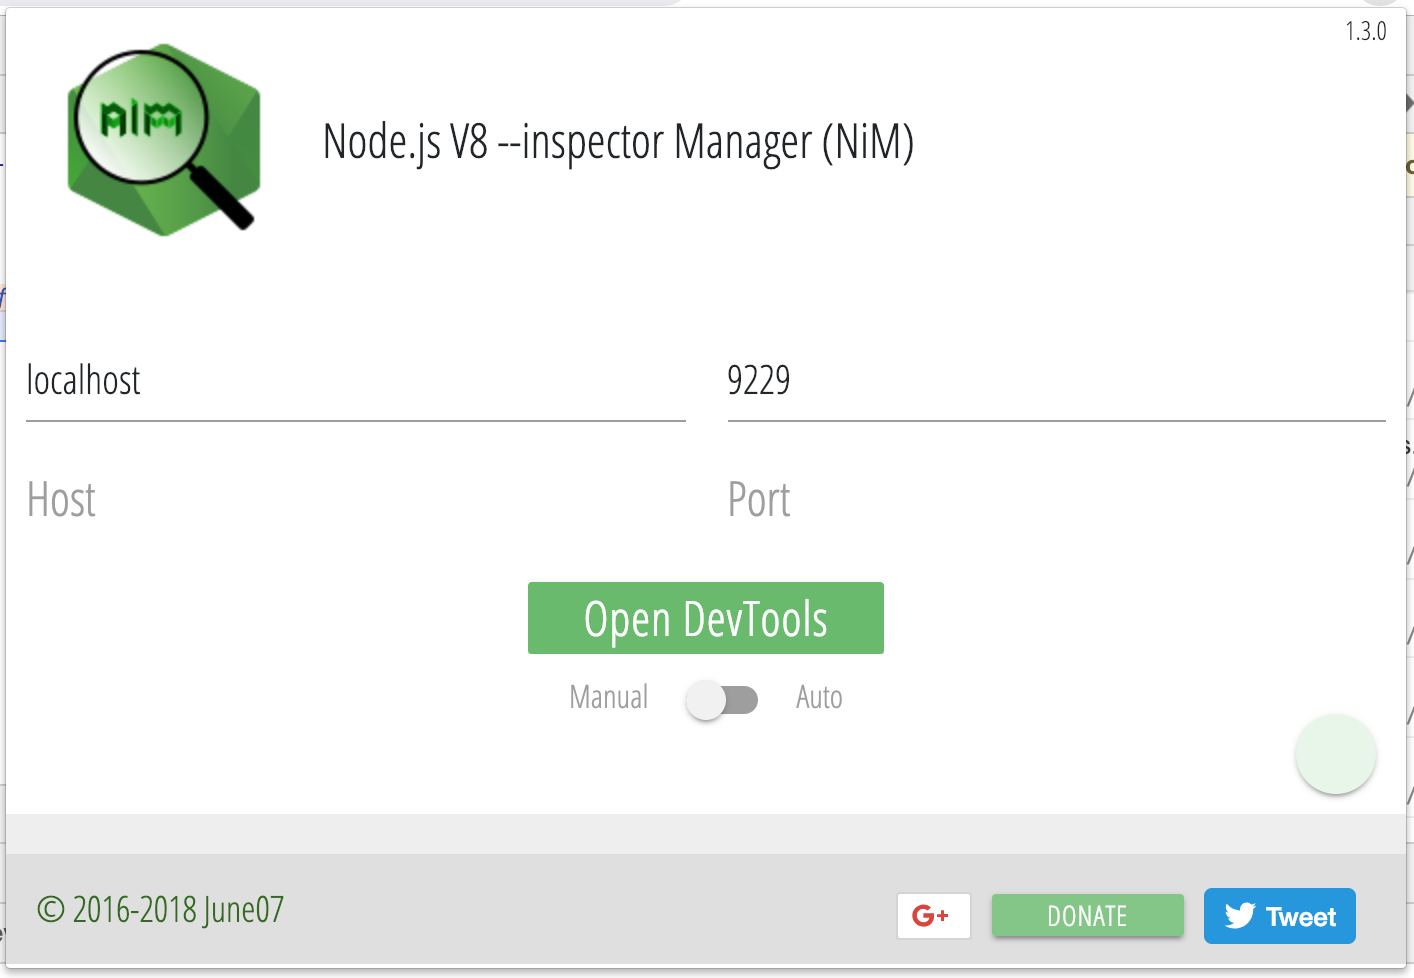 1.3.0
NiM
Node.js V8 --inspector Manager (NiM)
localhost
9229
Host
Port
Open DevTools
Manual
Auto
© 2016-2018 June07
G+
DONATE
Tweet